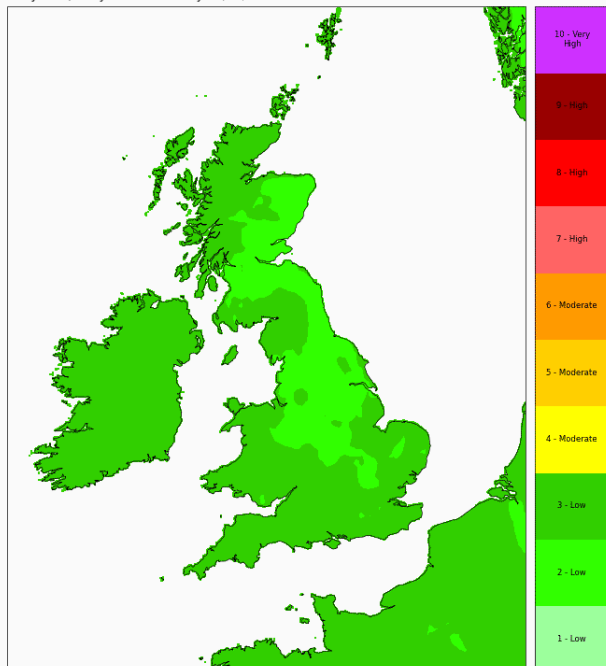 10 - Very
High
9 - High
8 - High
7 - High
6 - Moderate
5 - Moderate
4 - Moderate
3 - Low
2 - Low
1 - Low